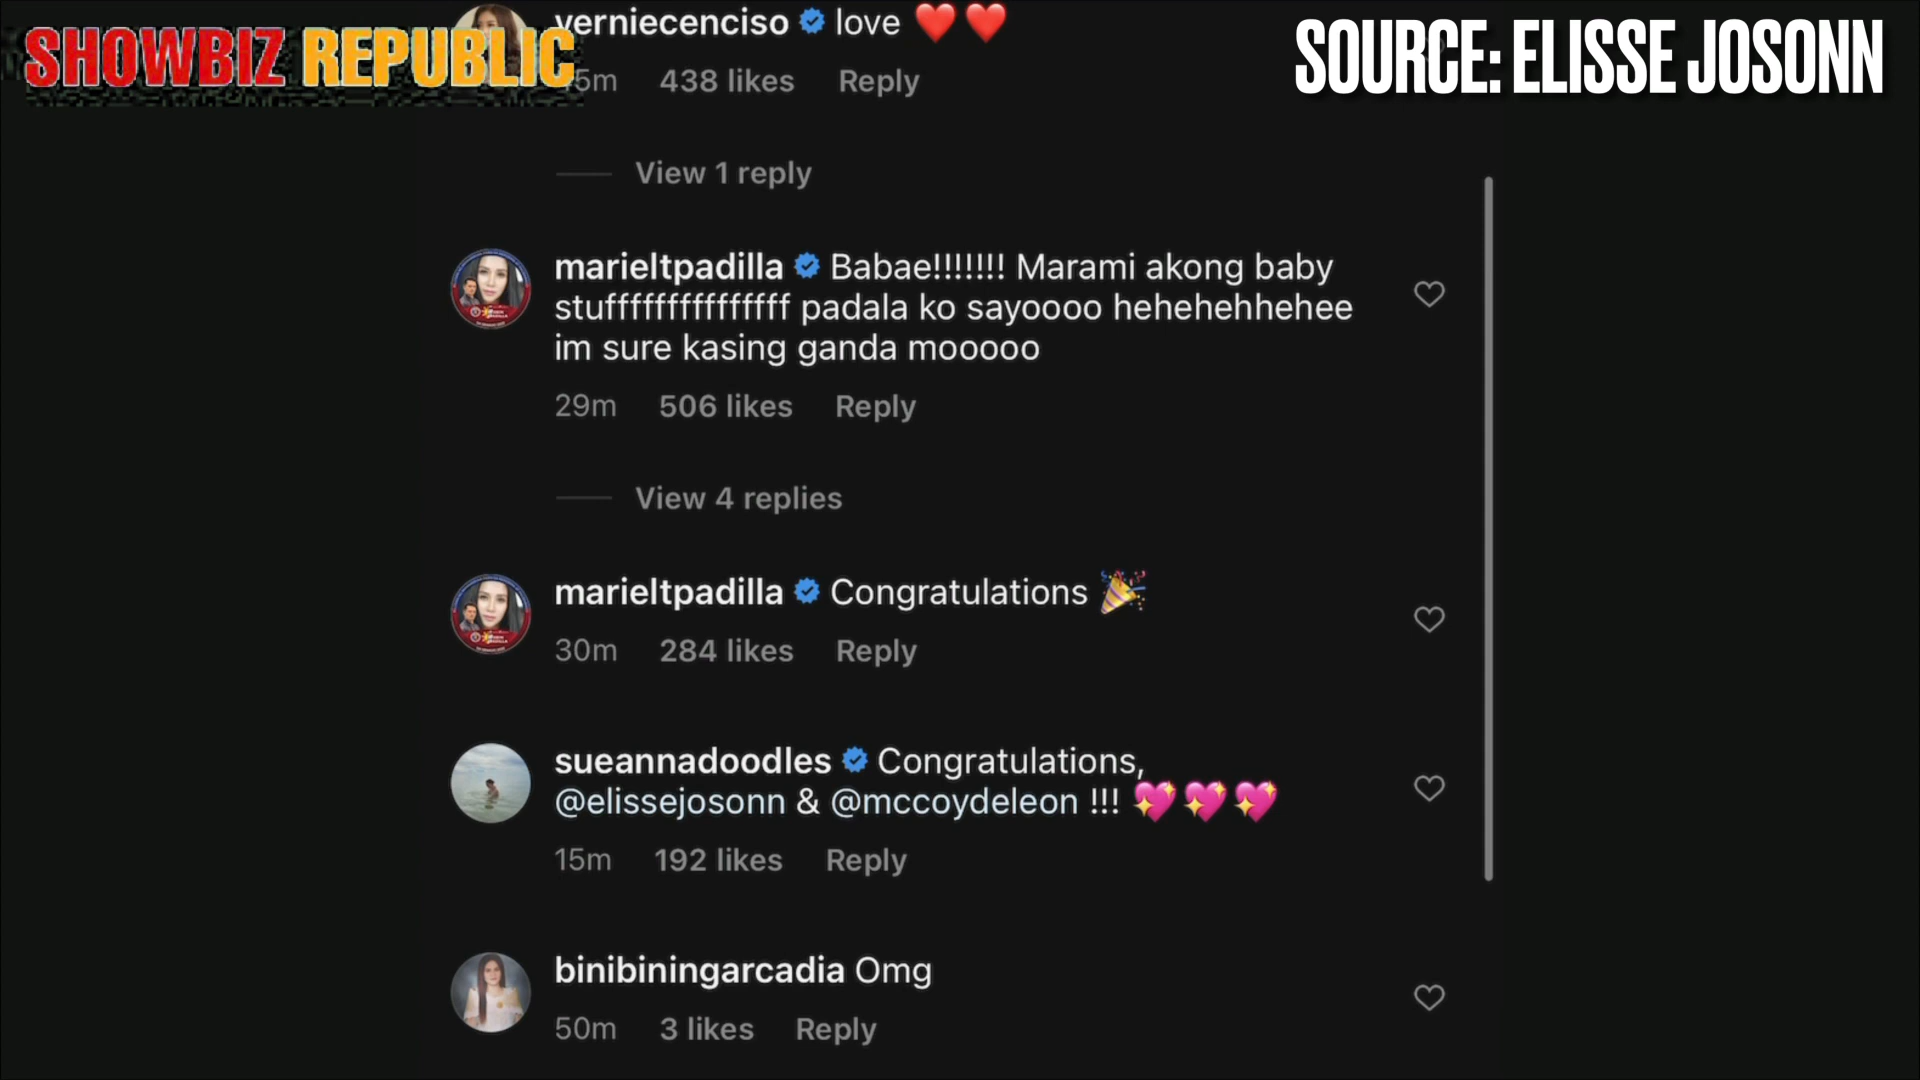 SHOWBIZ REPUBLIC
SOURCE: ELISSE JOSONN
verniecenciso love ❤️❤️
5m 438 likes Reply
View 1 reply
marieltpadilla Babae!!!!!!! Marami akong baby
stufffffffffffffff padala ko sayoooo hehehehhehee
im sure kasing ganda mooooo
29m 506 likes Reply
View 4 replies
marieltpadilla Congratulations 🎉
30m 284 likes Reply
sueannadoodles Congratulations,
@elissejosonn & @mccoydeleon !!! 💖💖💖
15m 192 likes Reply
binibiningarcadia Omg
50m 3 likes Reply